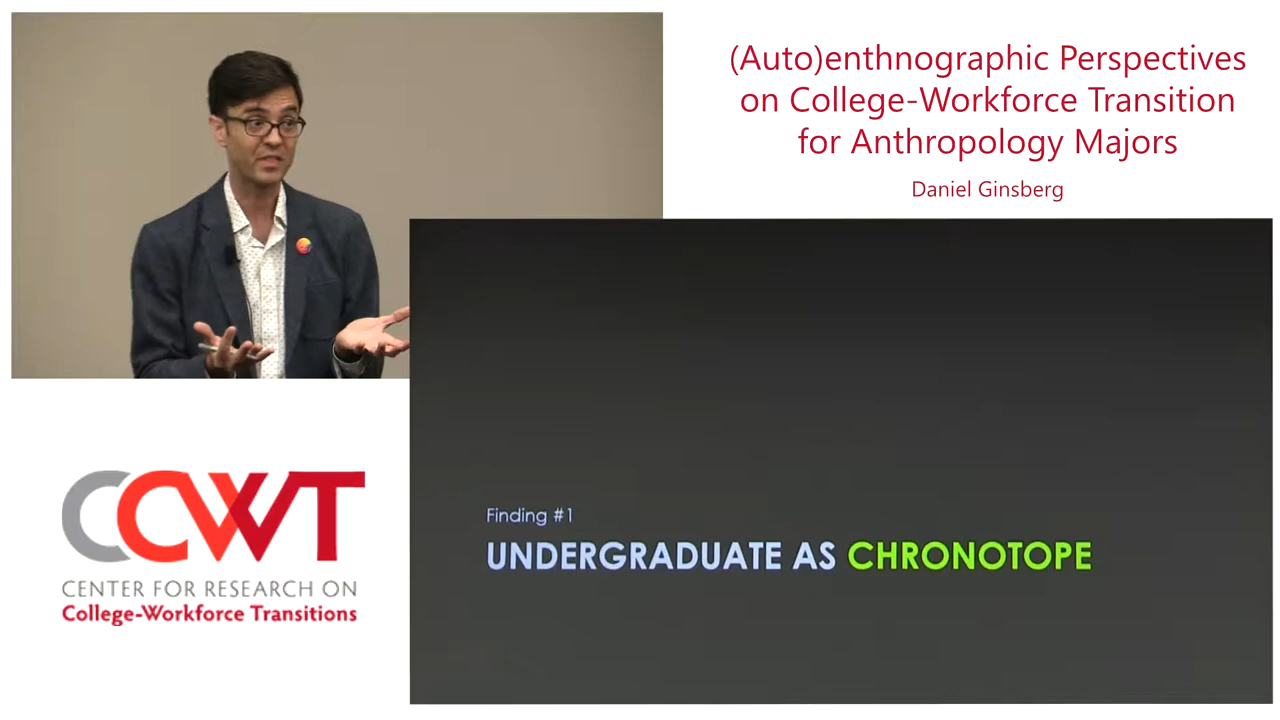 (Auto)enthnographic Perspectives
on College-Workforce Transition
for Anthropology Majors
Daniel Ginsberg
Finding #1
UNDERGRADUATE AS CHRONOTOPE
CCWT
CENTER FOR RESEARCH ON
College-Workforce Transitions